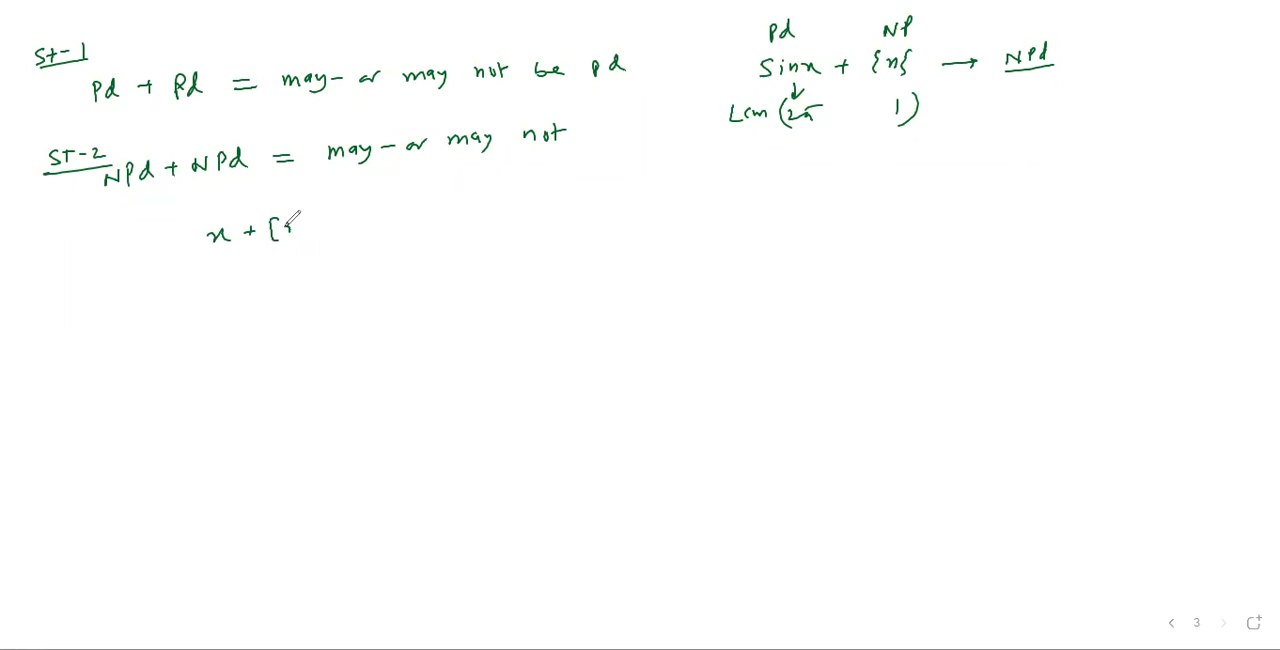 St-1
Pd + Pd = may- or may not be pd
ST-2
NPd + NPd = may - or may not
x + [
Pd NP
Sinx + {x} → NPd
Lcm (2π 1)
3